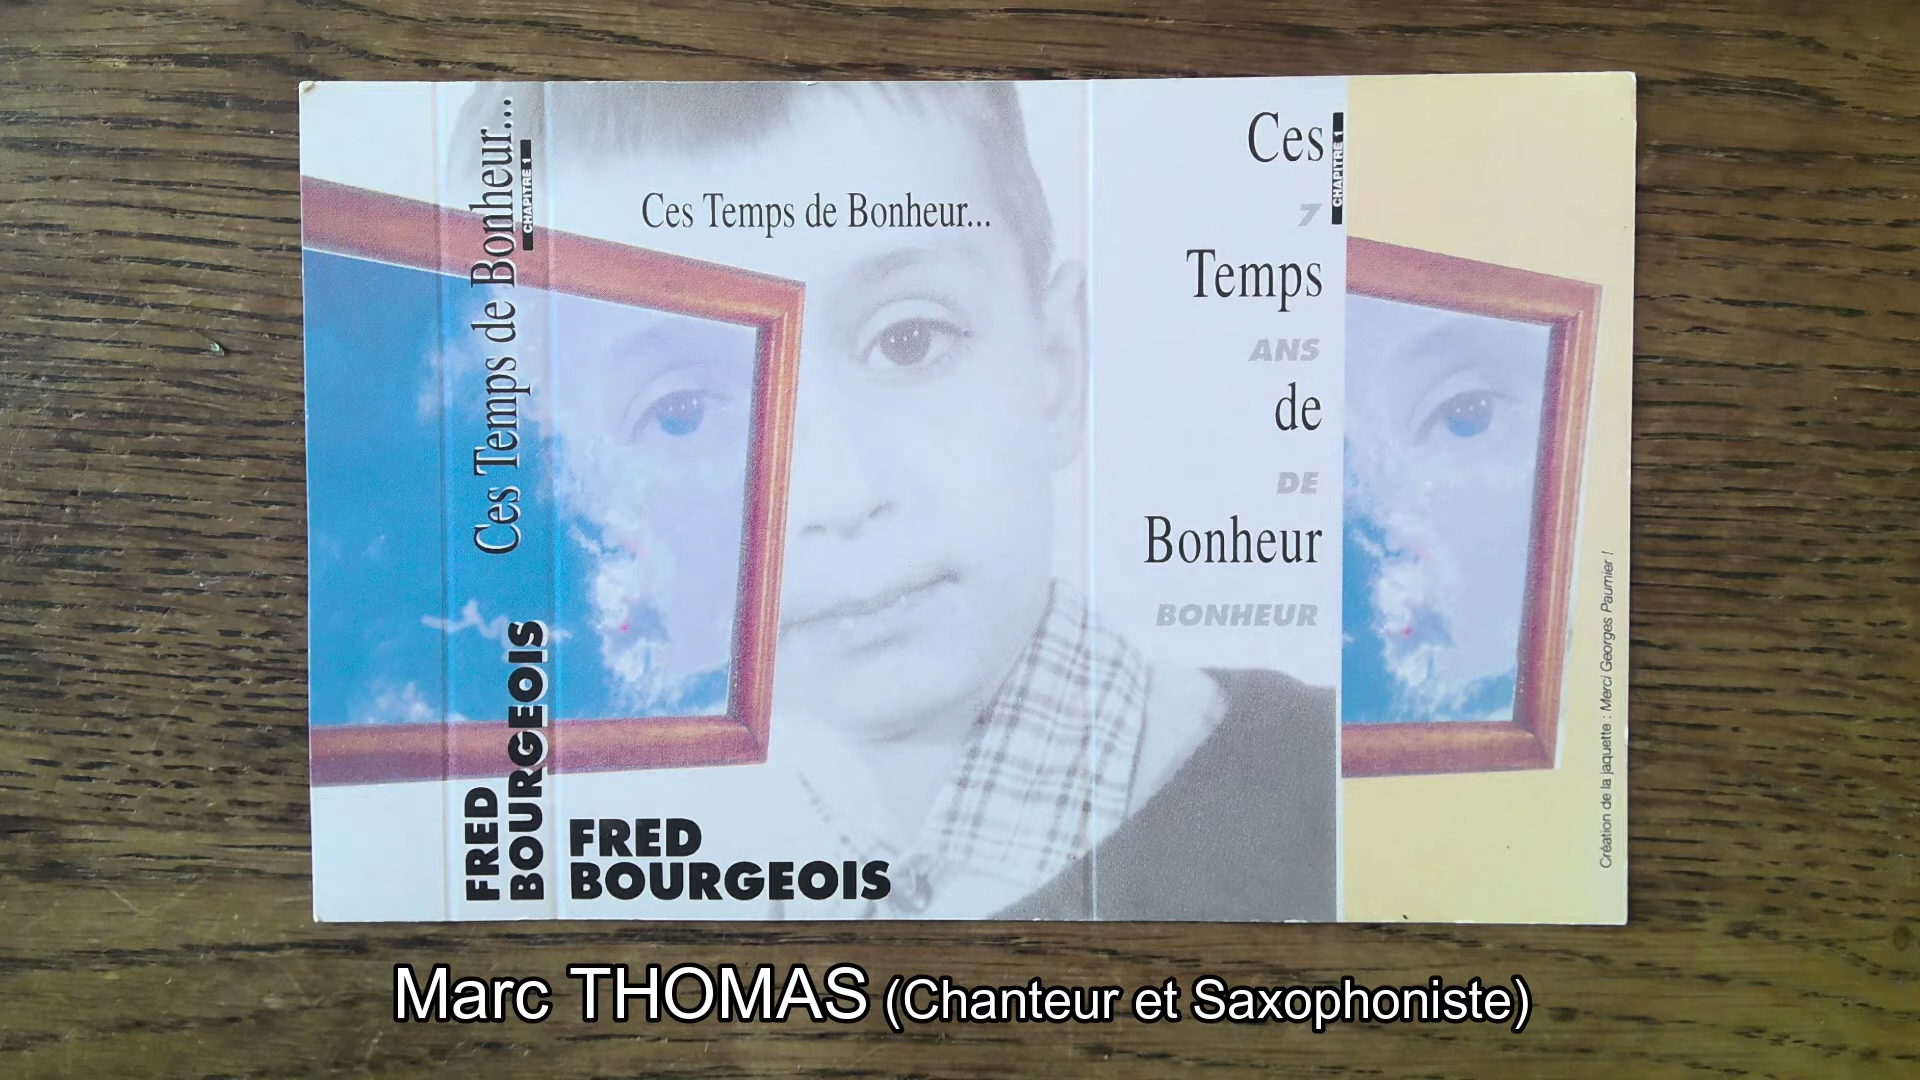 Ces Temps de Bonheur...
CHAPITRE 1
FRED
BOURGEOIS
Ces Temps de Bonheur...
FRED
BOURGEOIS
Ces
CHAPITRE 1
7
Temps
ANS
de
DE
Bonheur
BONHEUR
Création de la jaquette : Merci Georges Paumier !
Marc THOMAS (Chanteur et Saxophoniste)